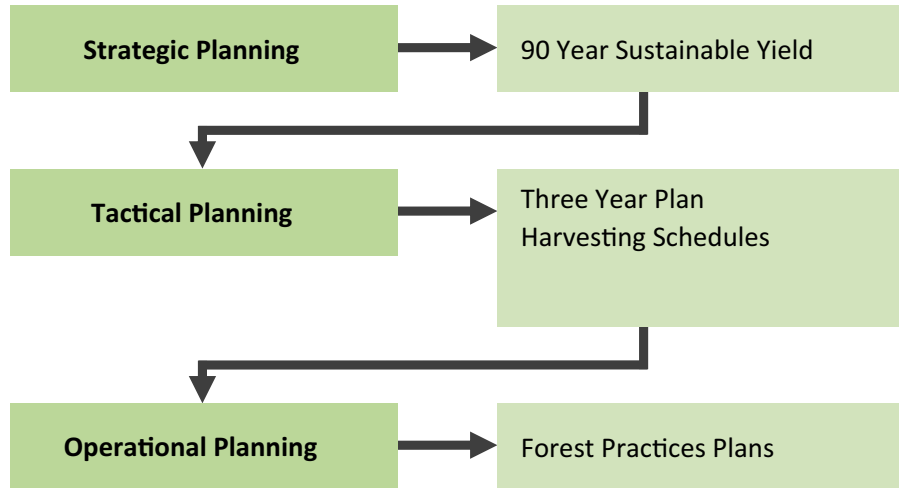 Strategic Planning
90 Year Sustainable Yield
Tactical Planning
Three Year Plan
Harvesting Schedules
Operational Planning
Forest Practices Plans